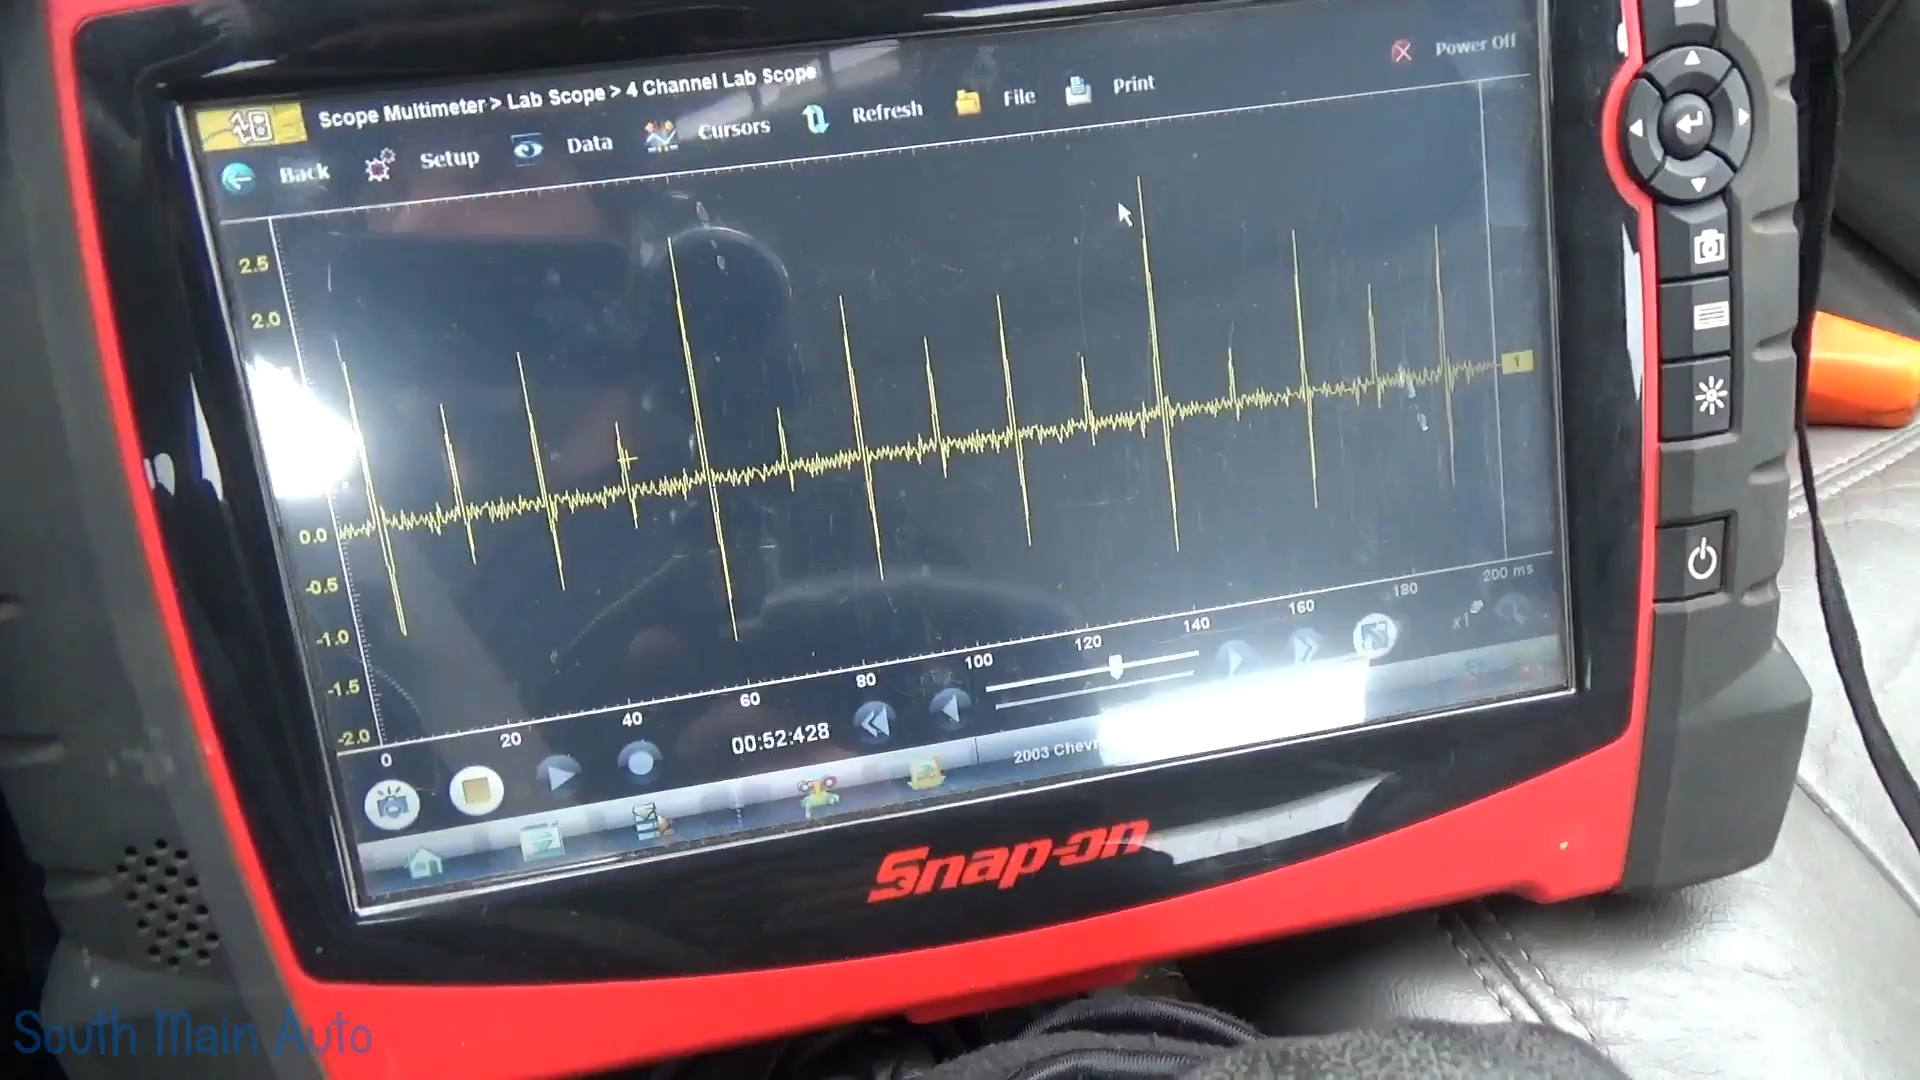 Scope Multimeter > Lab Scope > 4 Channel Lab Scope
Power Off
Back Setup Data Cursors Refresh File Print
2.5
2.0
0.0
-0.5
-1.0
-1.5
-2.0
1
0 20 40 60 80 100 120 140 160 180 200 ms
00:52:428
x1
2003 Chevr
Snap-on
South Main Auto